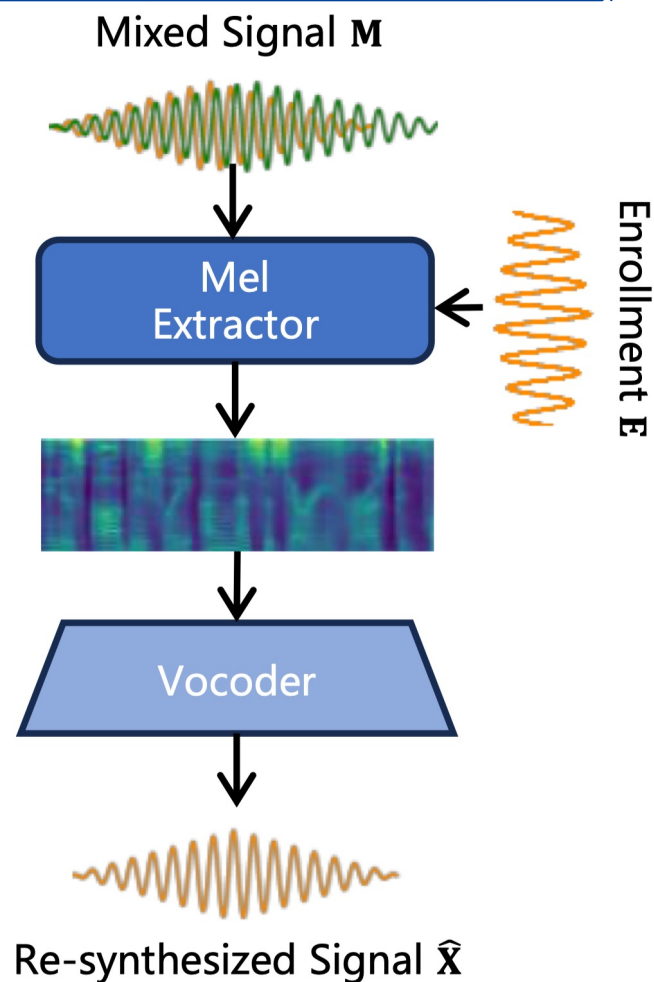 Mixed Signal M
Mel
Extractor
Enrollment E
Vocoder
Re-synthesized Signal X̂